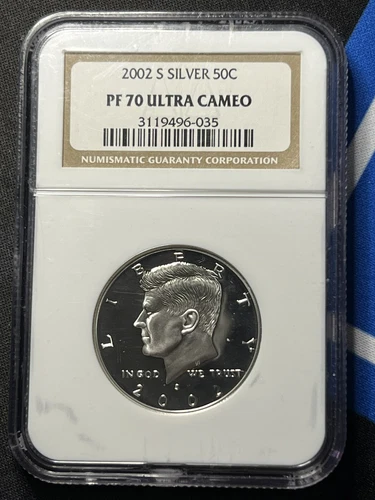 2002 S SILVER 50C
PF 70 ULTRA CAMEO
3119496-035
NUMISMATIC GUARANTY CORPORATION
LIBERTY
IN GOD WE TRUST
S
2002